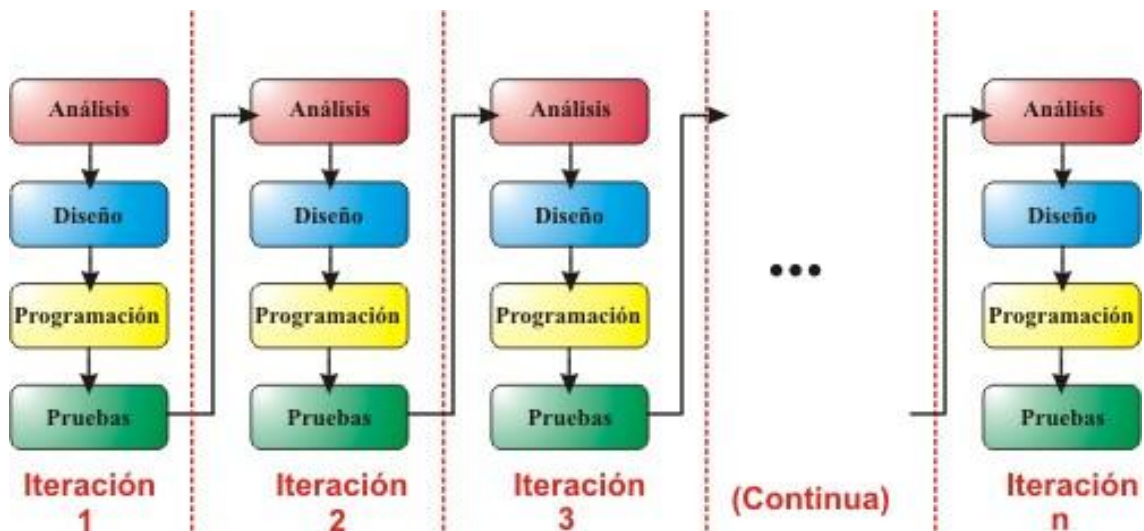 Análisis
Diseño
Programación
Pruebas
Iteración
1
Análisis
Diseño
Programación
Pruebas
Iteración
2
Análisis
Diseño
Programación
Pruebas
Iteración
3
...
(Continua)
Análisis
Diseño
Programación
Pruebas
Iteración
n